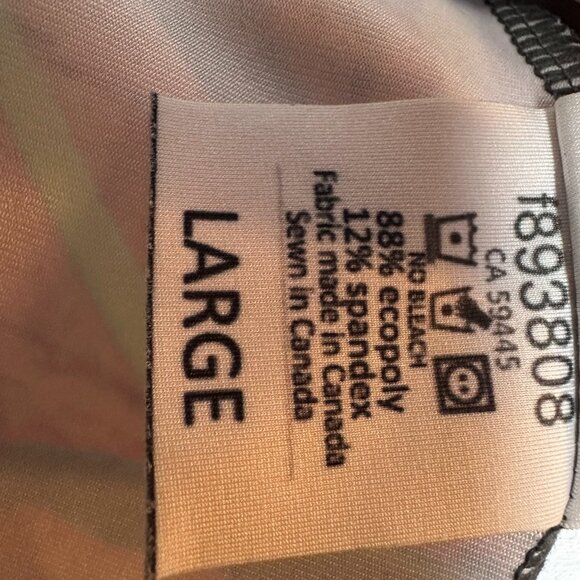 f893808
CA 59445
NO BLEACH
88% ecopoly
12% spandex
Fabric made in Canada
Sewn in Canada
LARGE